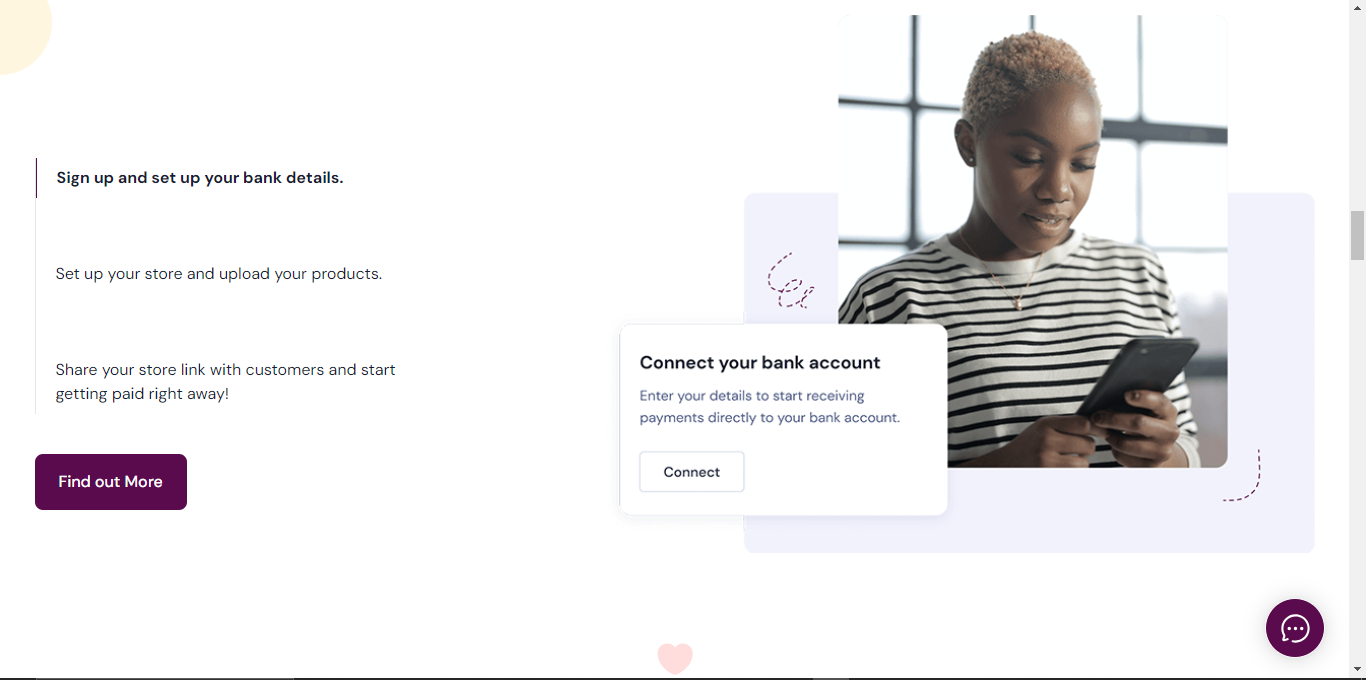 Sign up and set up your bank details.
Set up your store and upload your products.
Share your store link with customers and start
getting paid right away!
Find out More
Connect your bank account
Enter your details to start receiving
payments directly to your bank account.
Connect